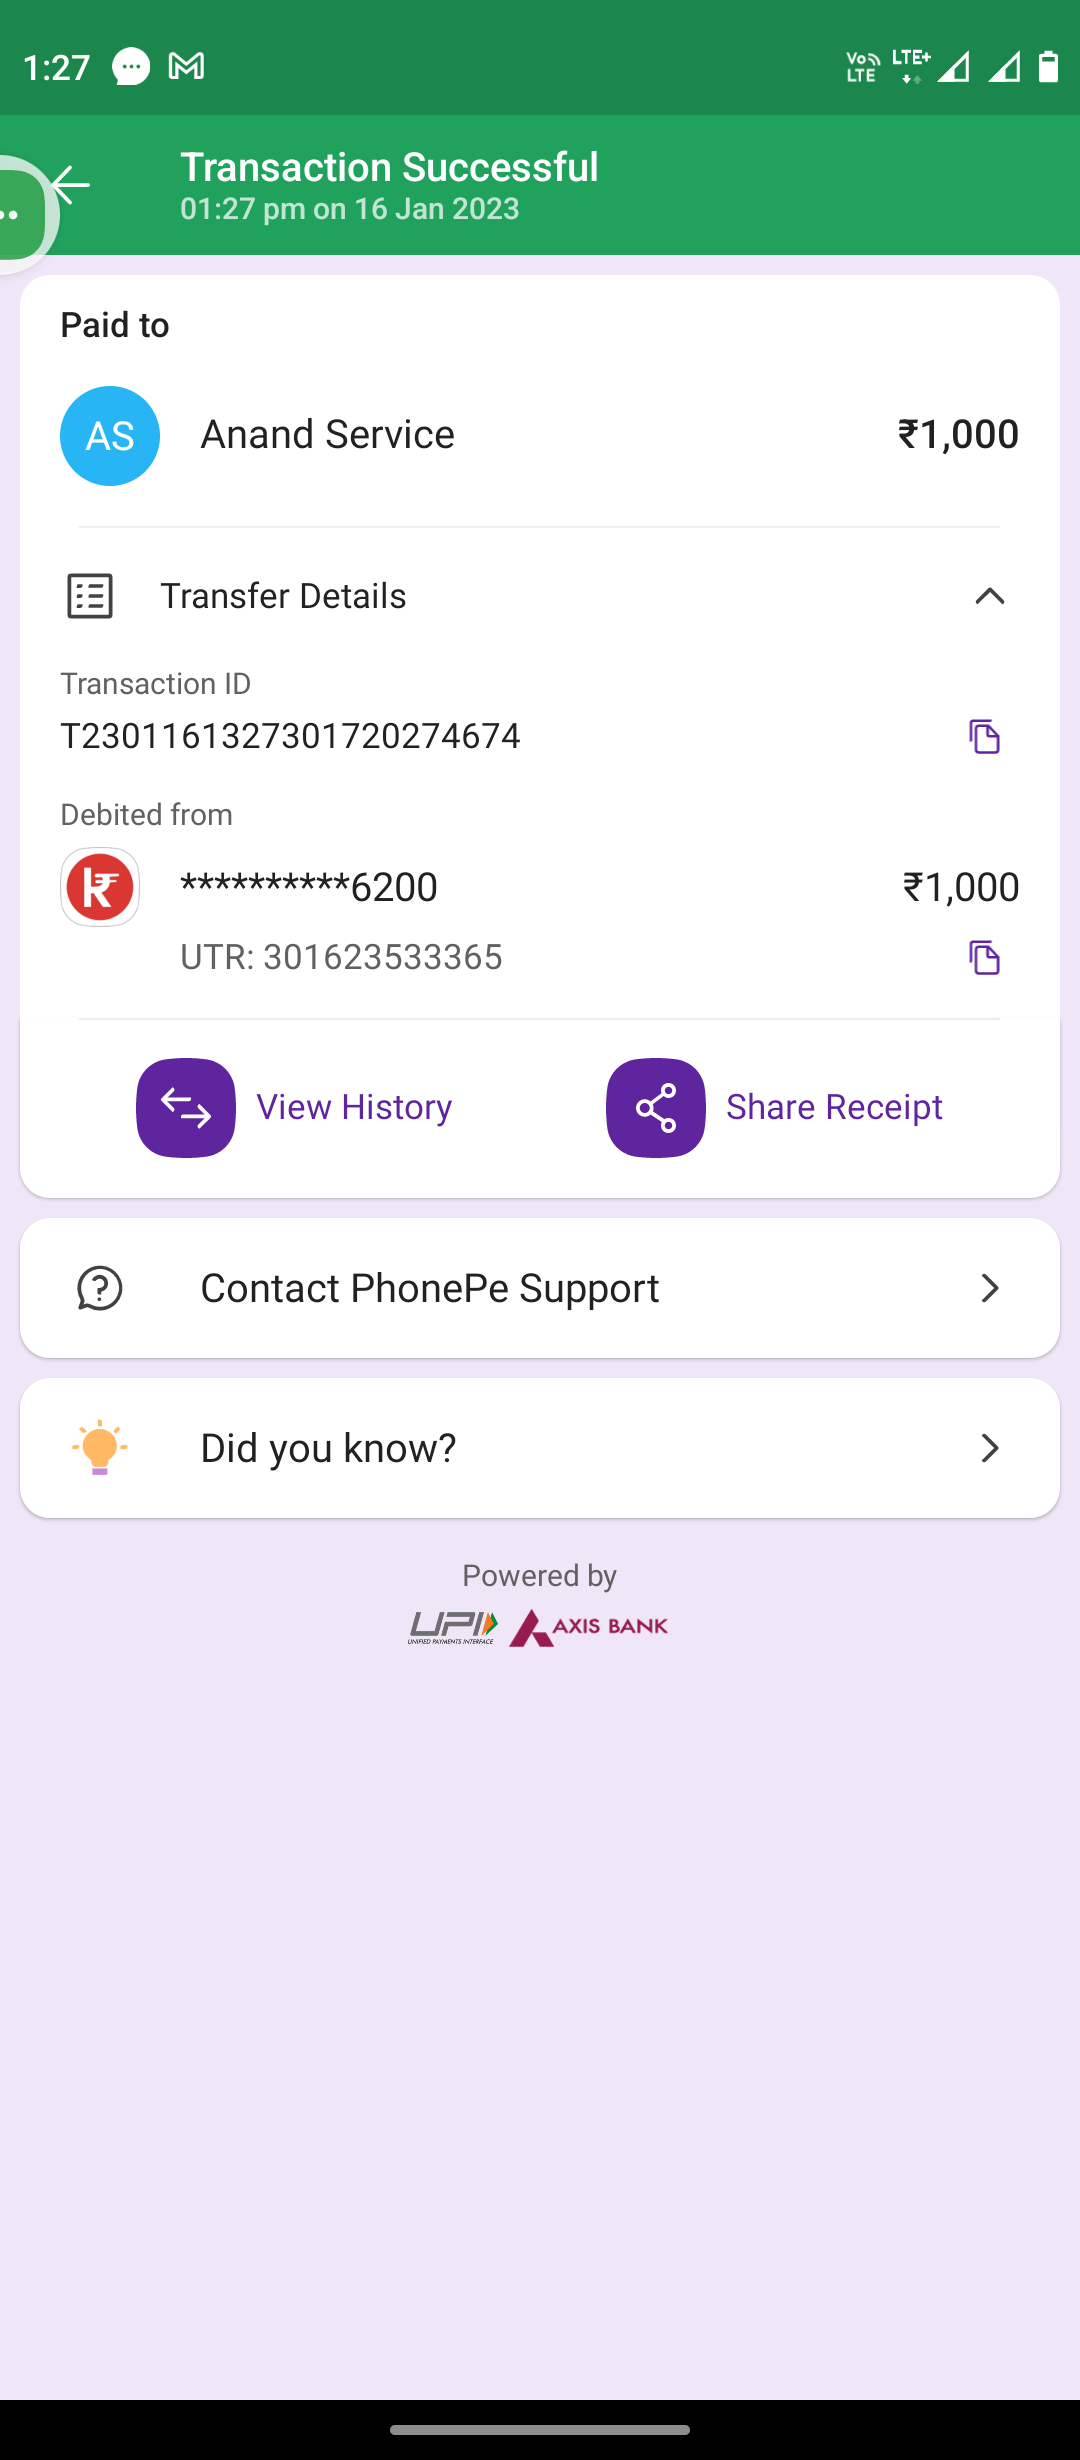 1:27
Vo LTE LTE+
Transaction Successful
01:27 pm on 16 Jan 2023
Paid to
AS Anand Service ₹1,000
Transfer Details
Transaction ID
T2301161327301720274674
Debited from
**********6200 ₹1,000
UTR: 301623533365
View History Share Receipt
Contact PhonePe Support
Did you know?
Powered by
UPI AXIS BANK
UNIFIED PAYMENTS INTERFACE